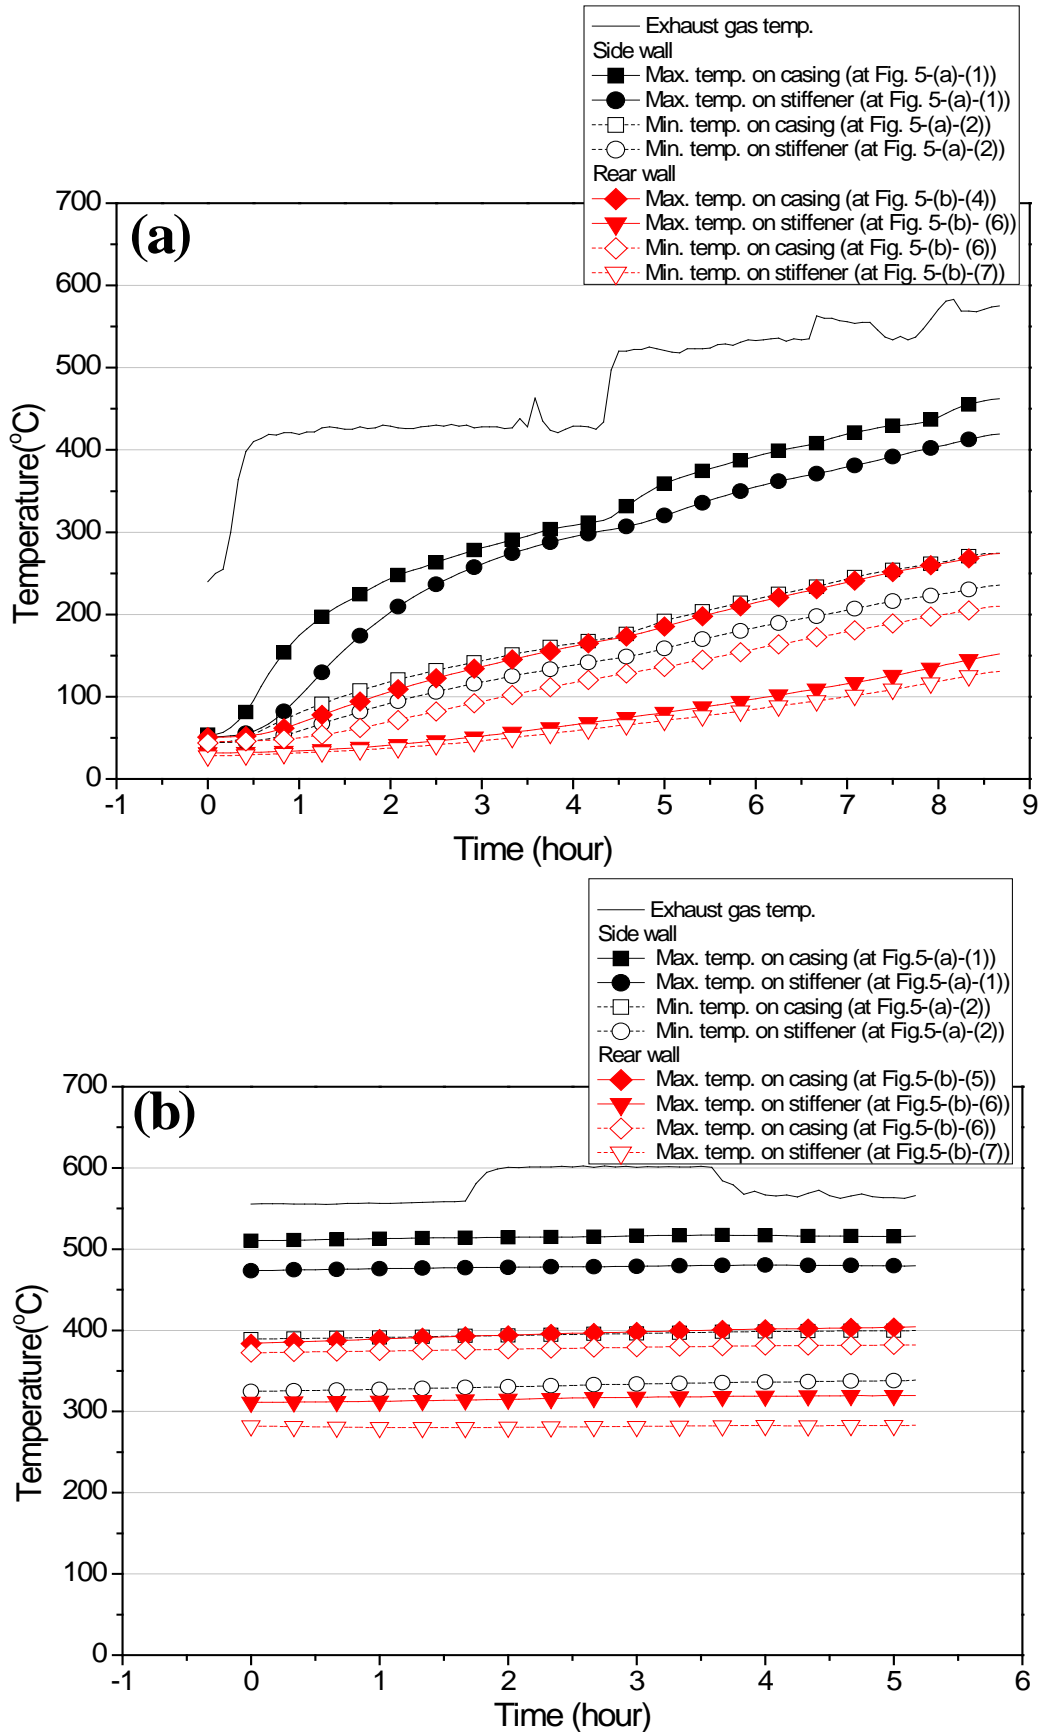 Exhaust gas temp.
Side wall
Max. temp. on casing (at Fig. 5-(a)-(1))
Max. temp. on stiffener (at Fig. 5-(a)-(1))
Min. temp. on casing (at Fig. 5-(a)-(2))
Min. temp. on stiffener (at Fig. 5-(a)-(2))
Rear wall
Max. temp. on casing (at Fig. 5-(b)-(4))
Max. temp. on stiffener (at Fig. 5-(b)- (6))
Min. temp. on casing (at Fig. 5-(b)- (6))
Min. temp. on stiffener (at Fig. 5-(b)-(7))
(a)
700
600
500
400
300
200
100
0
Temperature(°C)
-1 0 1 2 3 4 5 6 7 8 9
Time (hour)
Exhaust gas temp.
Side wall
Max. temp. on casing (at Fig.5-(a)-(1))
Max. temp. on stiffener (at Fig.5-(a)-(1))
Min. temp. on casing (at Fig.5-(a)-(2))
Min. temp. on stiffener (at Fig.5-(a)-(2))
Rear wall
Max. temp. on casing (at Fig.5-(b)-(5))
Max. temp. on stiffener (at Fig.5-(b)-(6))
Max. temp. on casing (at Fig.5-(b)-(6))
Max. temp. on stiffener (at Fig.5-(b)-(7))
(b)
700
600
500
400
300
200
100
0
Temperature(°C)
-1 0 1 2 3 4 5 6
Time (hour)